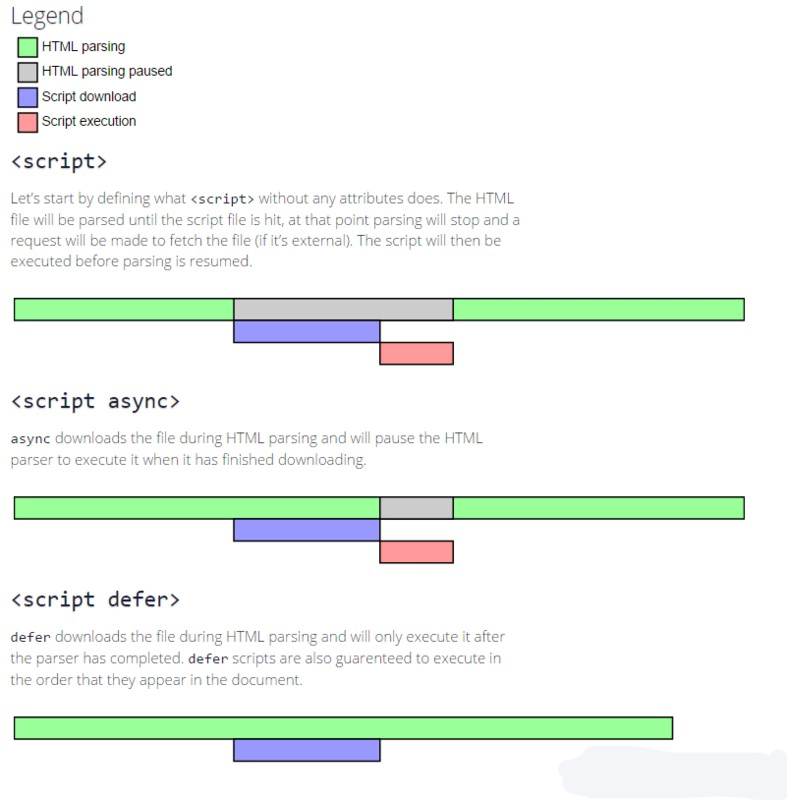 Legend
HTML parsing
HTML parsing paused
Script download
Script execution
<script>
Let's start by defining what <script> without any attributes does. The HTML
file will be parsed until the script file is hit, at that point parsing will stop and a
request will be made to fetch the file (if it's external). The script will then be
executed before parsing is resumed.
<script async>
async downloads the file during HTML parsing and will pause the HTML
parser to execute it when it has finished downloading.
<script defer>
defer downloads the file during HTML parsing and will only execute it after
the parser has completed. defer scripts are also guarenteed to execute in
the order that they appear in the document.